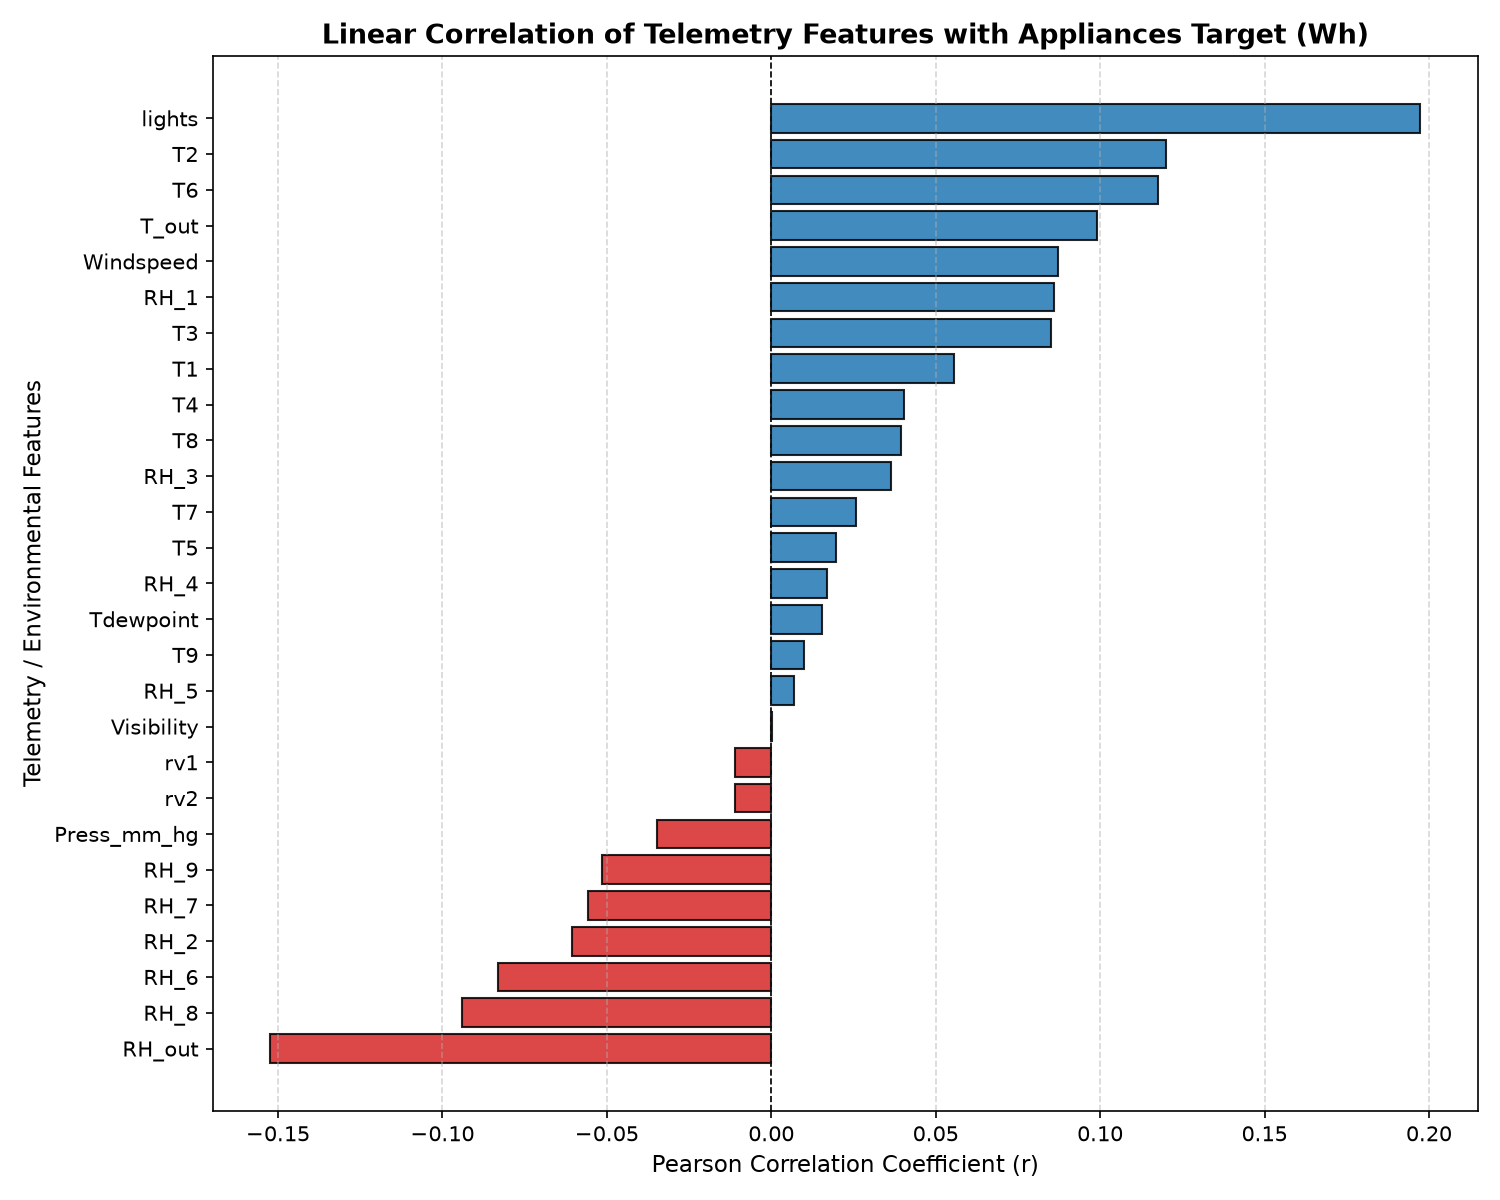 Linear Correlation of Telemetry Features with Appliances Target (Wh)
Telemetry / Environmental Features
lights
T2
T6
T_out
Windspeed
RH_1
T3
T1
T4
T8
RH_3
T7
T5
RH_4
Tdewpoint
T9
RH_5
Visibility
rv1
rv2
Press_mm_hg
RH_9
RH_7
RH_2
RH_6
RH_8
RH_out
−0.15 −0.10 −0.05 0.00 0.05 0.10 0.15 0.20
Pearson Correlation Coefficient (r)